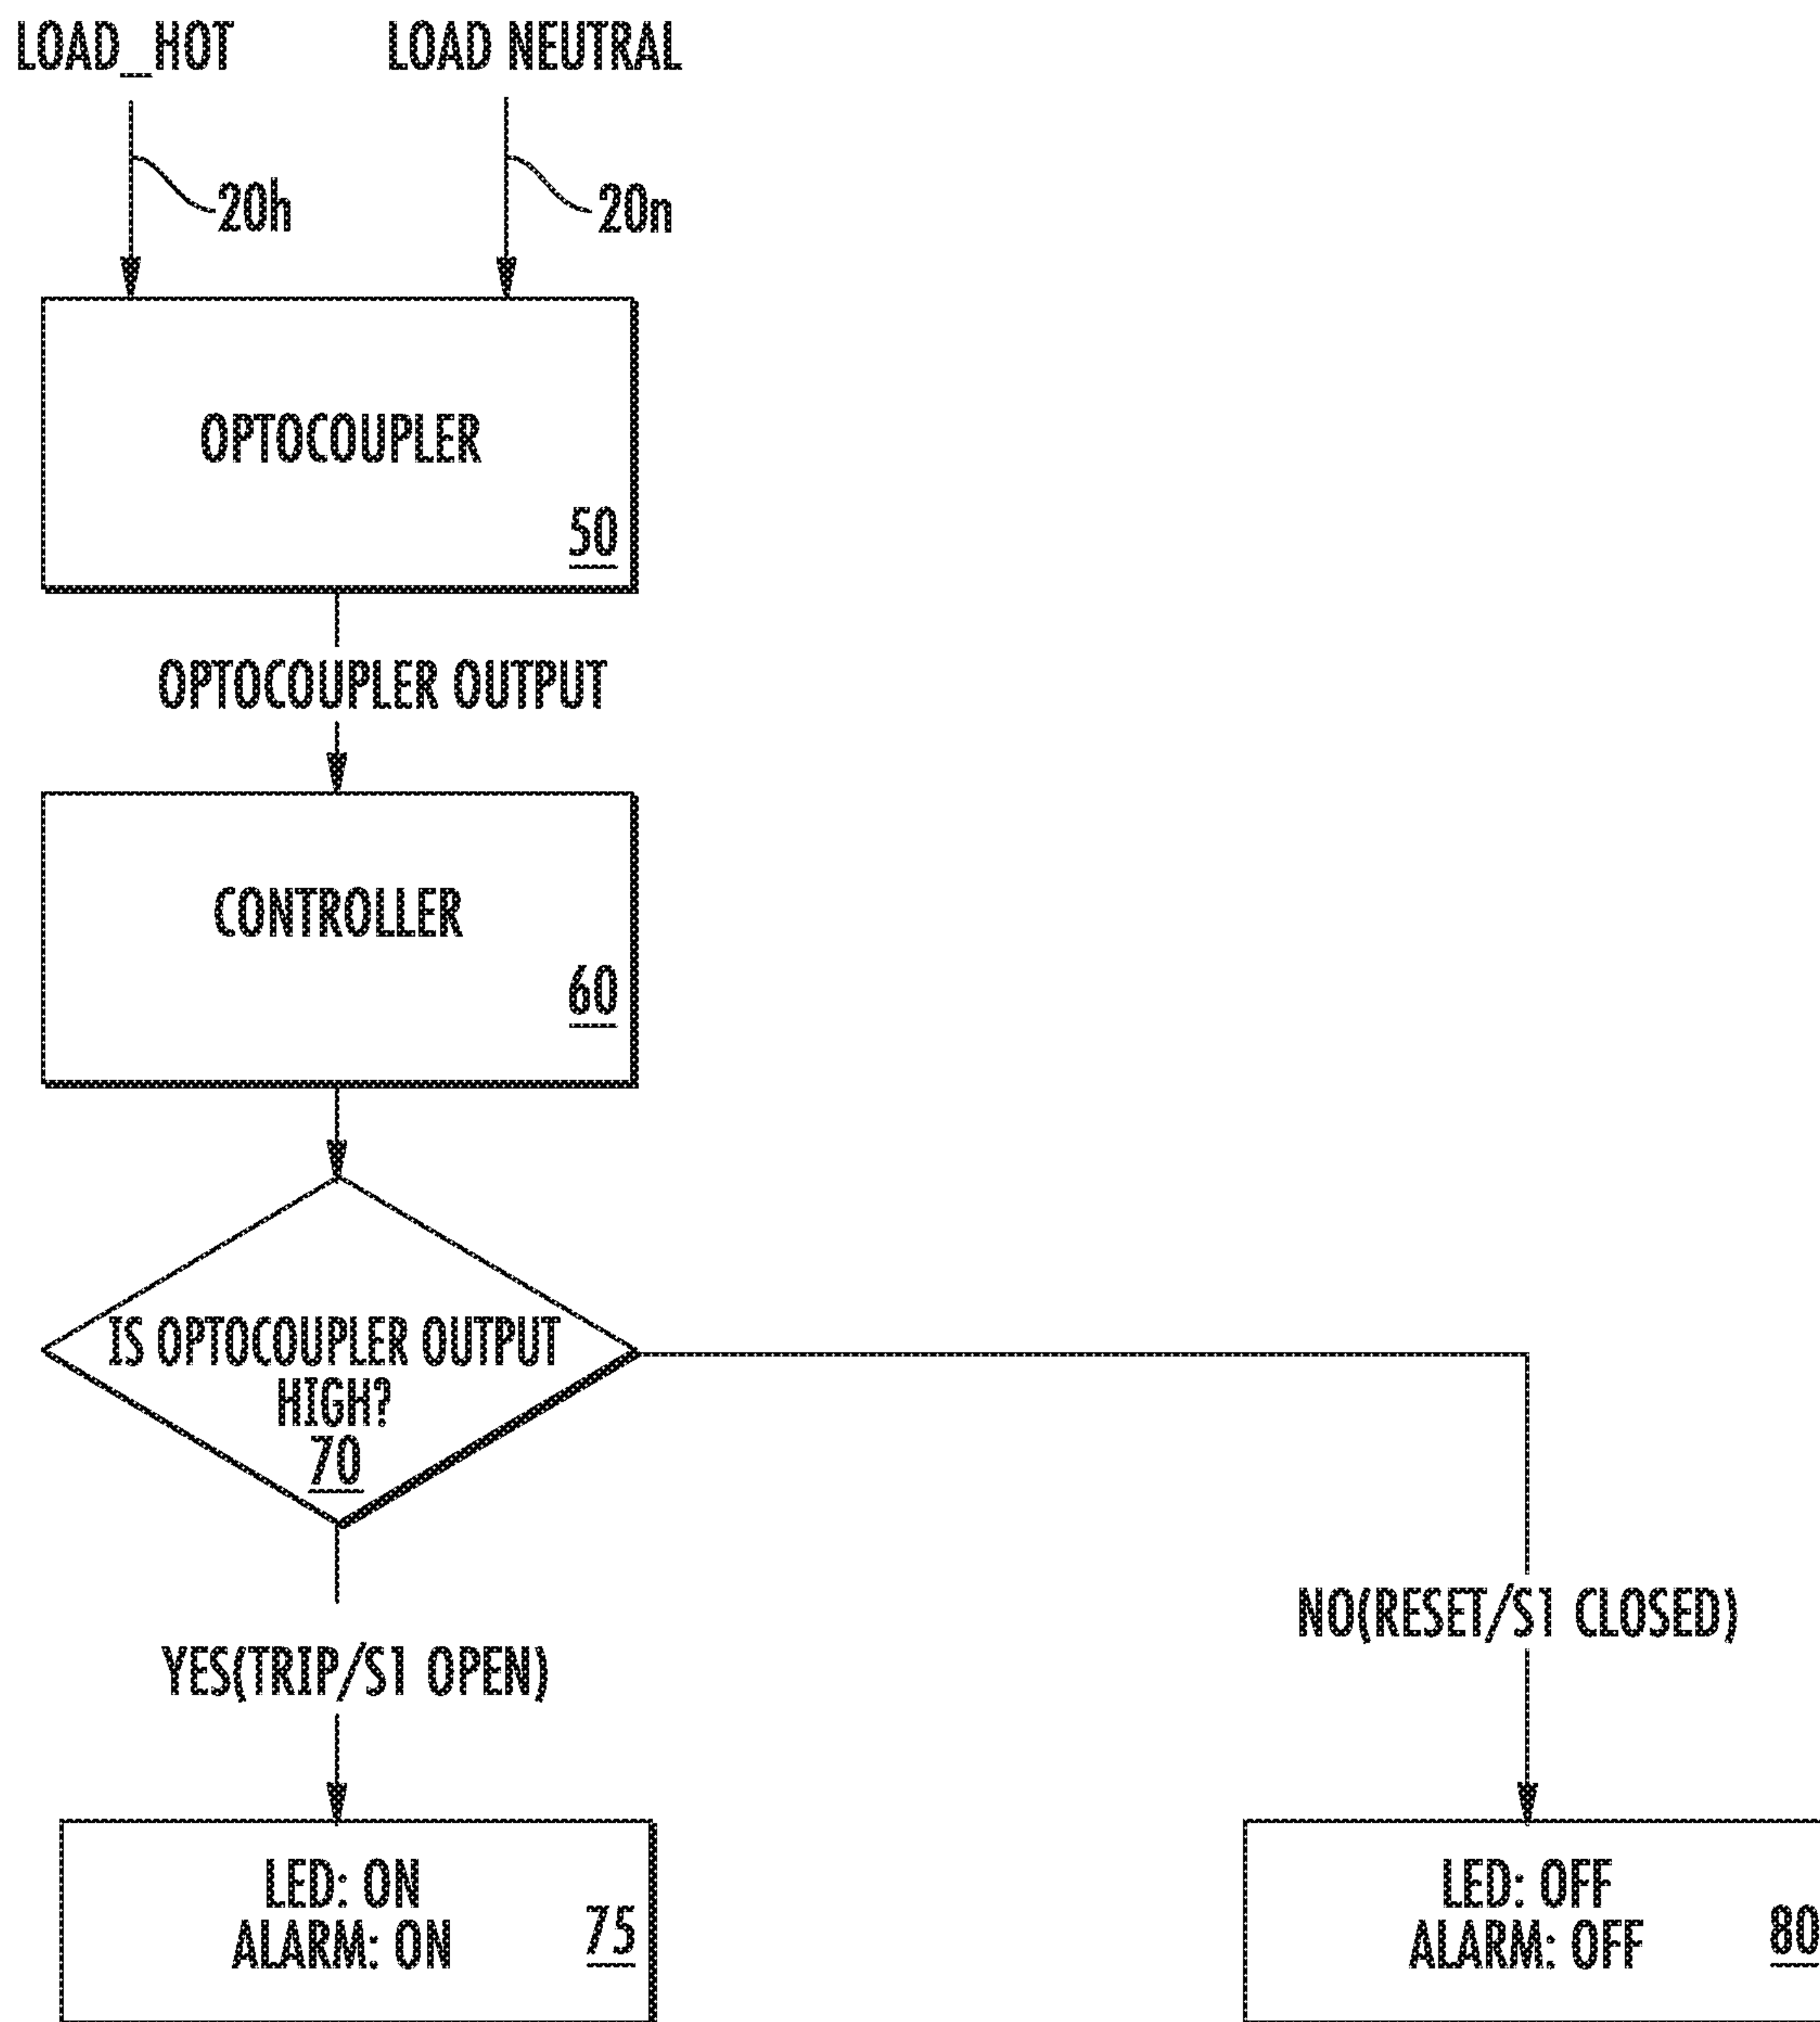 LOAD_HOT
LOAD NEUTRAL
20h
20n
OPTOCOUPLER
50
OPTOCOUPLER OUTPUT
CONTROLLER
60
IS OPTOCOUPLER OUTPUT
HIGH?
70
YES(TRIP/S1 OPEN)
NO(RESET/S1 CLOSED)
LED: ON
ALARM: ON
75
LED: OFF
ALARM: OFF
80